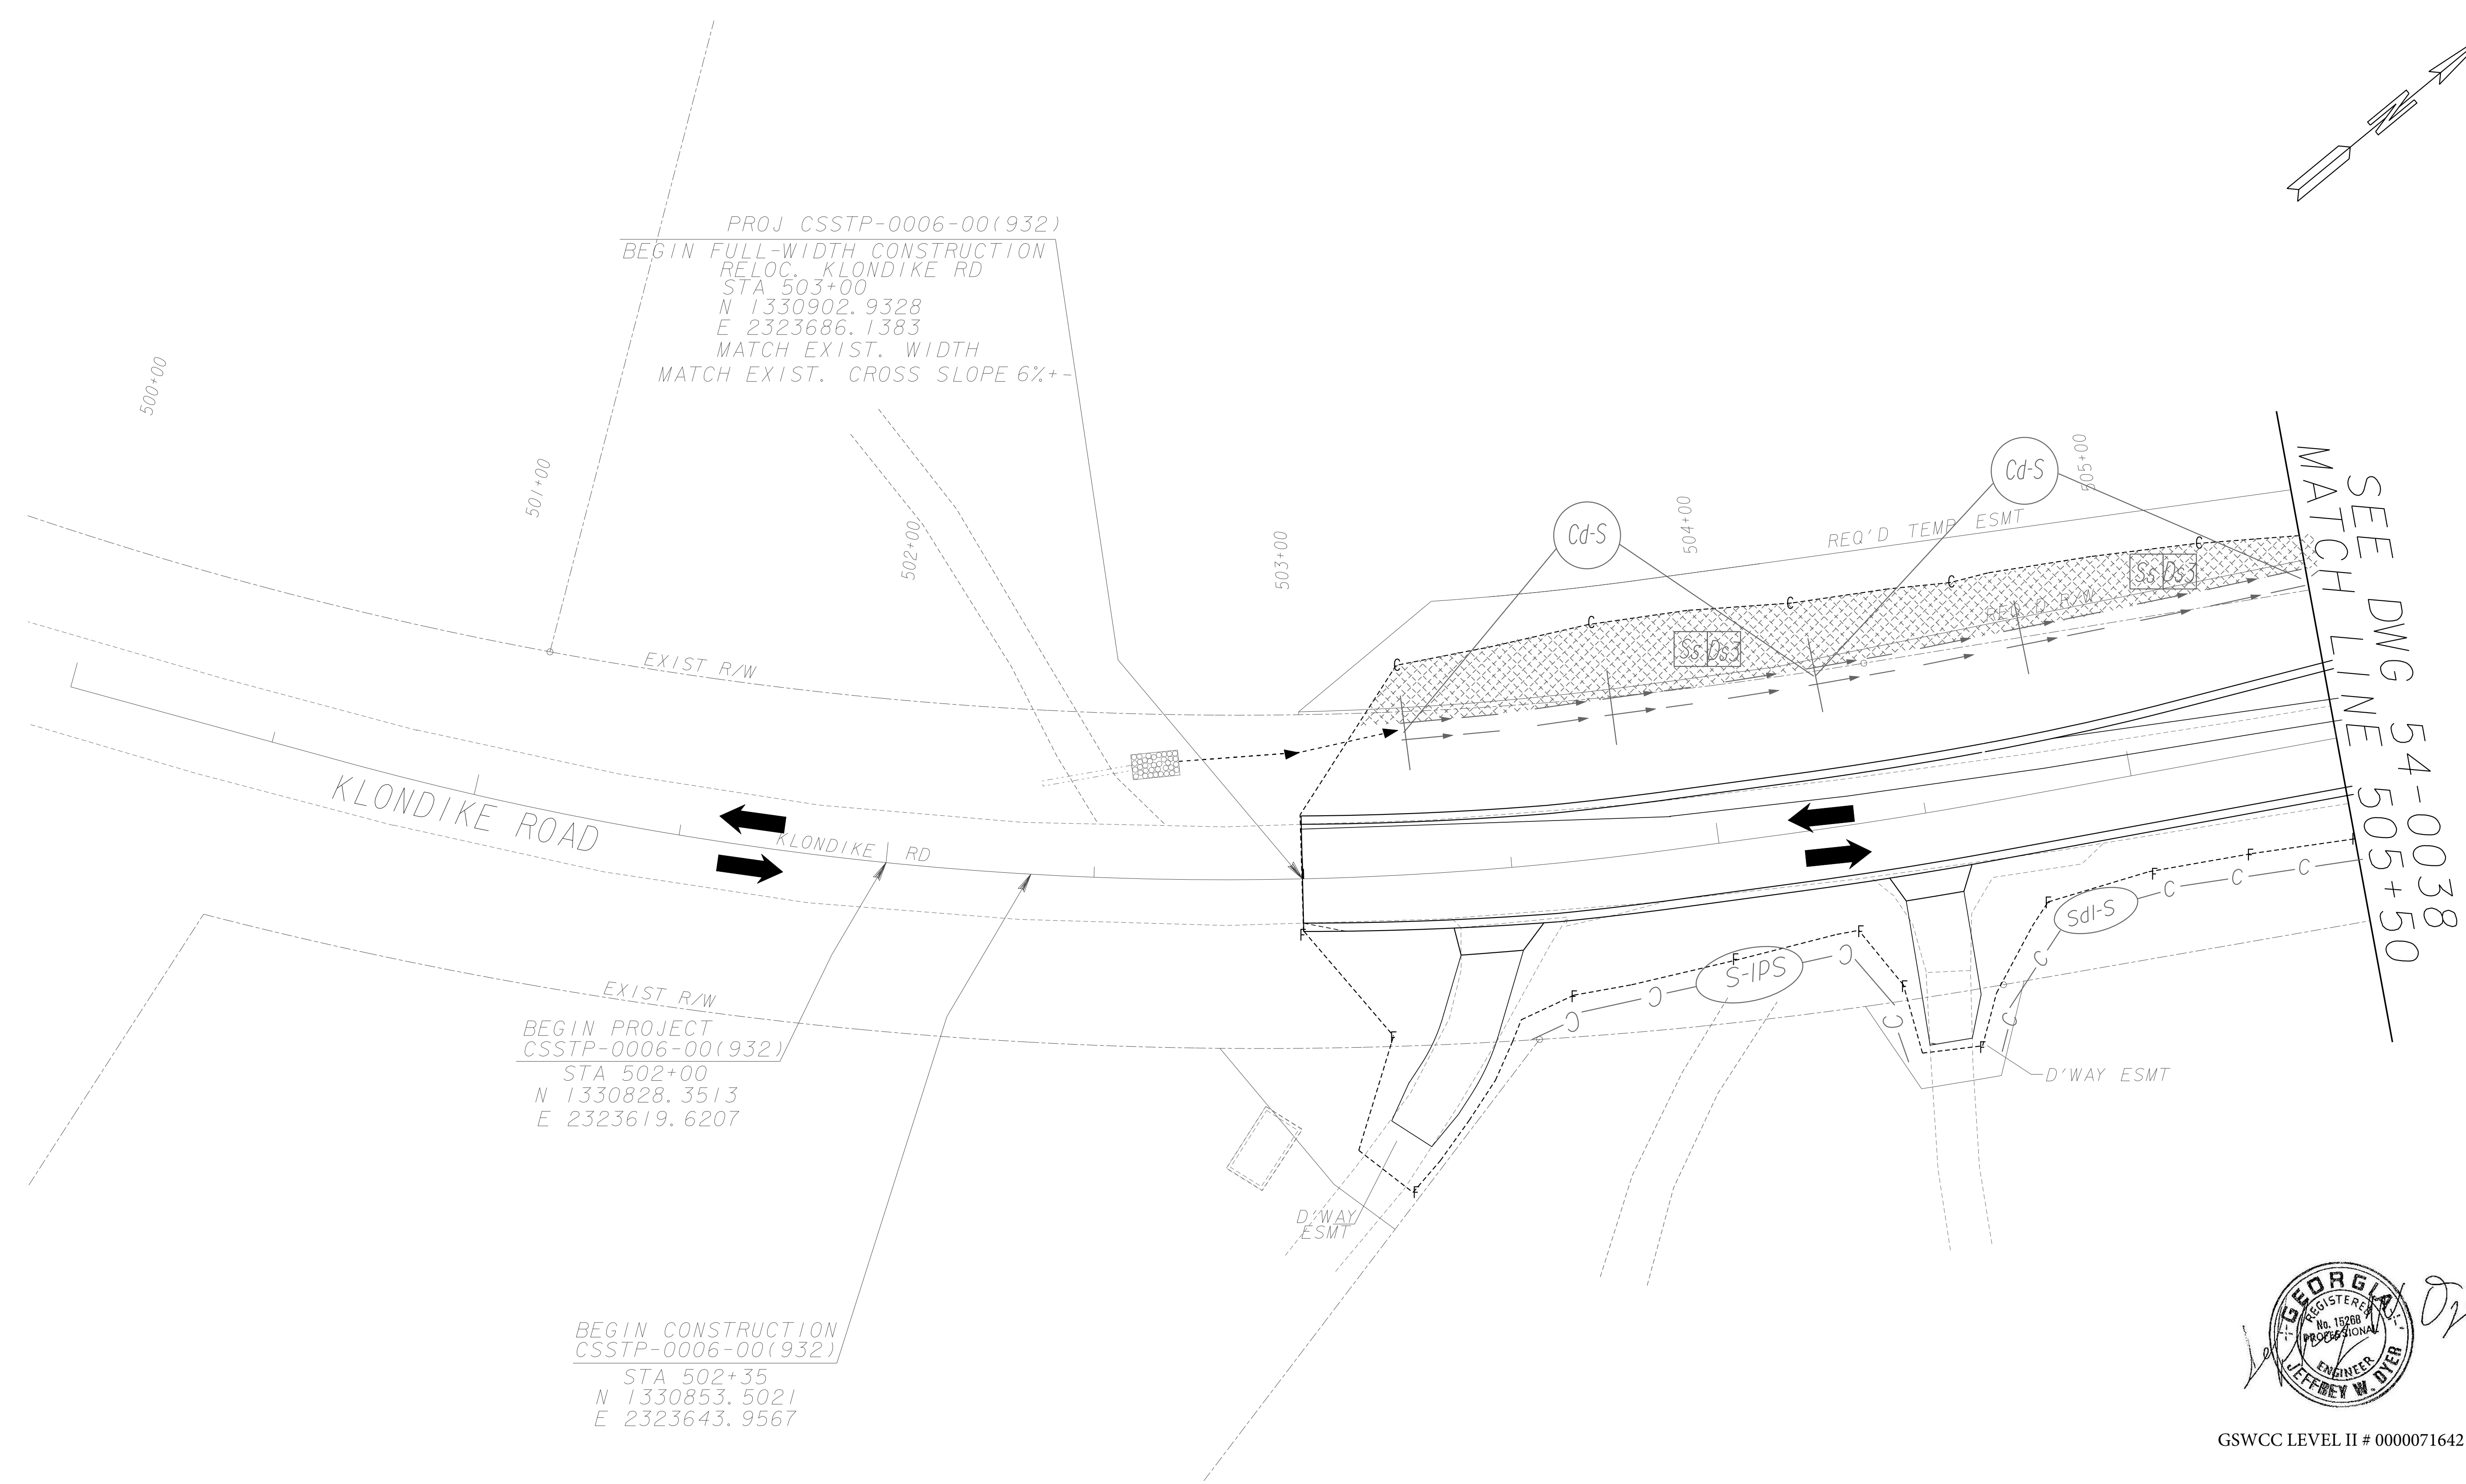 N
PROJ CSSTP-0006-00(932)
BEGIN FULL-WIDTH CONSTRUCTION
RELOC. KLONDIKE RD
STA 503+00
N 1330902.9328
E 2323686.1383
MATCH EXIST. WIDTH
MATCH EXIST. CROSS SLOPE 6%+-
500+00
501+00
502+00
503+00
504+00
505+00
Cd-S
Cd-S
REQ'D TEMP ESMT
REQ'D R/W
Ss Ds3
Ss Ds3
C
C
C
C
C
SEE DWG 54-0038
MATCH LINE 505+50
EXIST R/W
KLONDIKE ROAD
KLONDIKE RD
EXIST R/W
F
F
F
F
F
F
F
F
F
F
F
F
F
C
C
S-IPS
C
C
C
C
Sd1-S
C
C
C
BEGIN PROJECT
CSSTP-0006-00(932)
STA 502+00
N 1330828.3513
E 2323619.6207
D'WAY ESMT
D'WAY
ESMT
BEGIN CONSTRUCTION
CSSTP-0006-00(932)
STA 502+35
N 1330853.5021
E 2323643.9567
GEORGIA
REGISTERED
No. 15268
PROFESSIONAL
ENGINEER
JEFFREY W. DYER
GSWCC LEVEL II # 0000071642